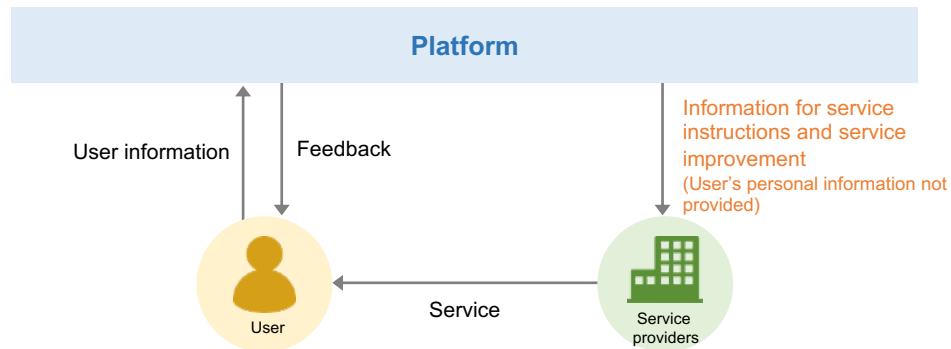 Platform
User information
Feedback
Information for service
instructions and service
improvement
(User's personal information not
provided)
Service
User
Service
providers